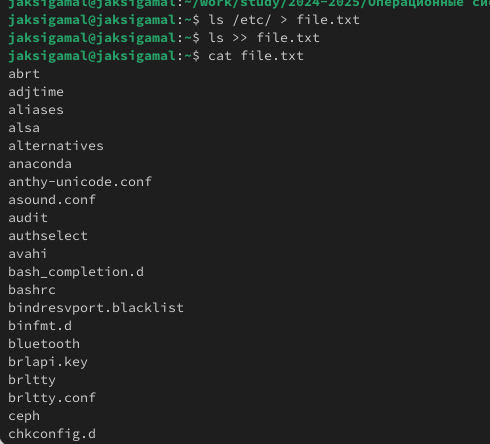 jaksigamal@jaksigamal:~/work/study/2024-2025/Операционные си
jaksigamal@jaksigamal:~$ ls /etc/ > file.txt
jaksigamal@jaksigamal:~$ ls >> file.txt
jaksigamal@jaksigamal:~$ cat file.txt
abrt
adjtime
aliases
alsa
alternatives
anaconda
anthy-unicode.conf
asound.conf
audit
authselect
avahi
bash_completion.d
bashrc
bindresvport.blacklist
binfmt.d
bluetooth
brlapi.key
brltty
brltty.conf
ceph
chkconfig.d